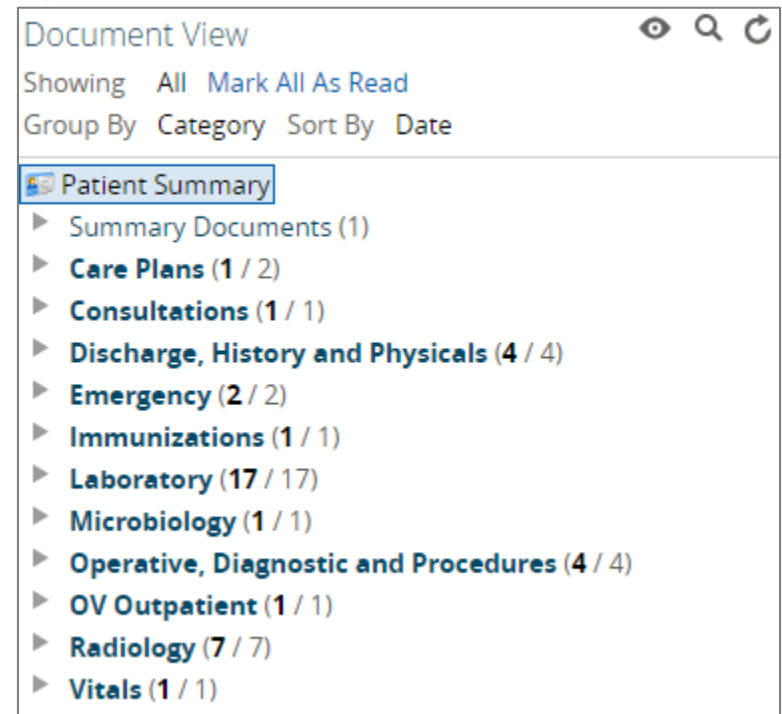 Document View
Showing All Mark All As Read
Group By Category Sort By Date
Patient Summary
Summary Documents (1)
Care Plans (1 / 2)
Consultations (1 / 1)
Discharge, History and Physicals (4 / 4)
Emergency (2 / 2)
Immunizations (1 / 1)
Laboratory (17 / 17)
Microbiology (1 / 1)
Operative, Diagnostic and Procedures (4 / 4)
OV Outpatient (1 / 1)
Radiology (7 / 7)
Vitals (1 / 1)